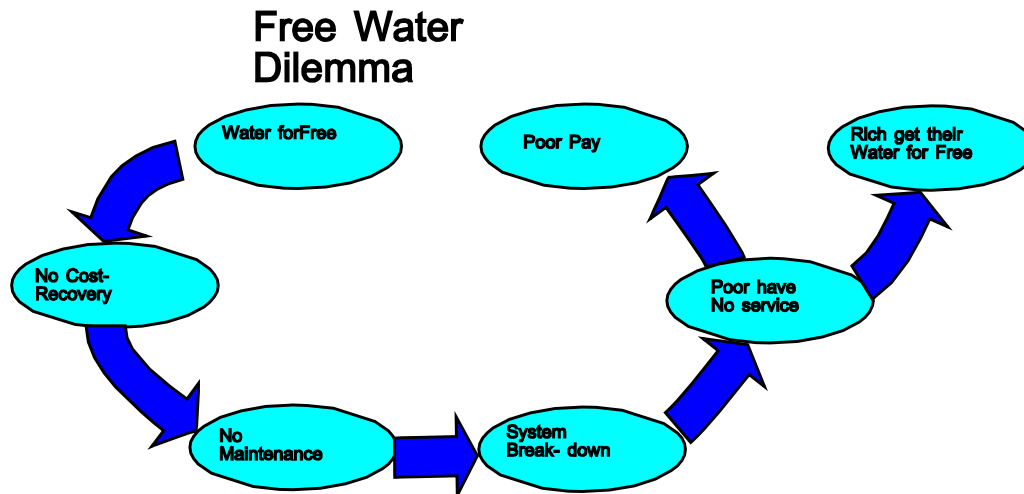 Free Water
Dilemma
Water forFree
Poor Pay
Rich get their
Water for Free
No Cost-
Recovery
Poor have
No service
No
Maintenance
System
Break- down